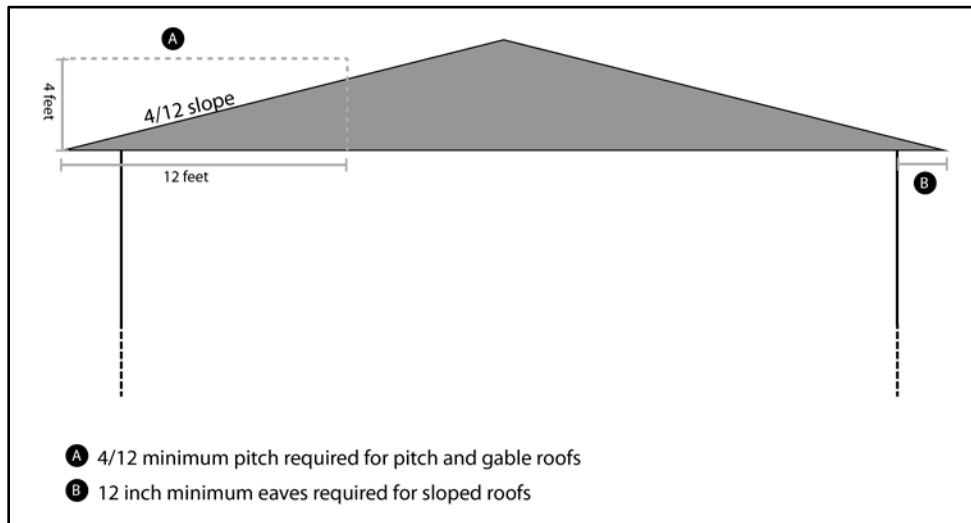 A
4 feet
4/12 slope
12 feet
B
A 4/12 minimum pitch required for pitch and gable roofs
B 12 inch minimum eaves required for sloped roofs